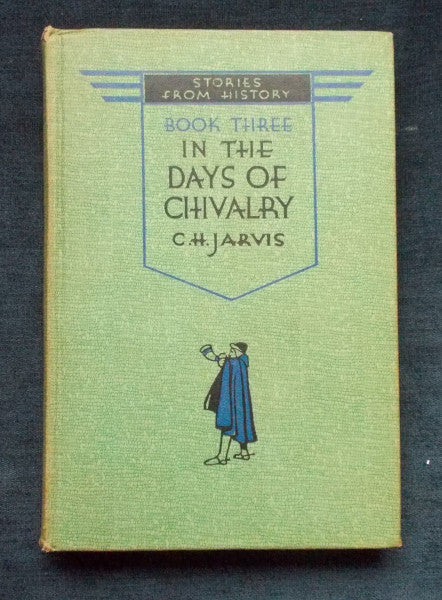 STORIES
FROM HISTORY
BOOK THREE
IN THE
DAYS OF
CHIVALRY
C.H. JARVIS